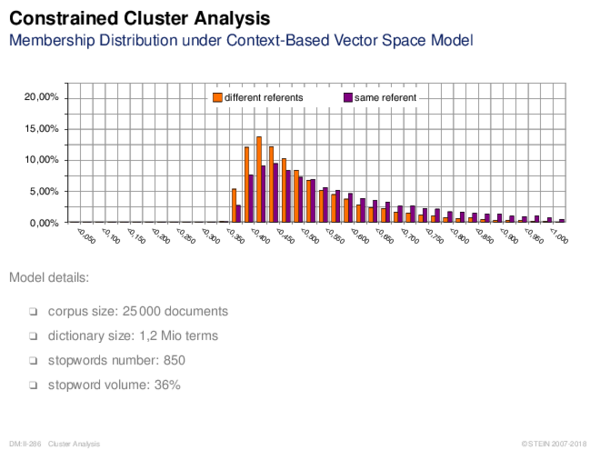 Constrained Cluster Analysis
Membership Distribution under Context-Based Vector Space Model
different referents
same referent
20,00%
15,00%
10,00%
5,00%
0,00%
<0,050
<0,100
<0,150
<0,200
<0,250
<0,300
<0,350
<0,400
<0,450
<0,500
<0,550
<0,600
<0,650
<0,700
<0,750
<0,800
<0,850
<0,900
<0,950
<1,000
Model details:
❑ corpus size: 25 000 documents
❑ dictionary size: 1,2 Mio terms
❑ stopwords number: 850
❑ stopword volume: 36%
DM:II-286 Cluster Analysis
© STEIN 2007-2018